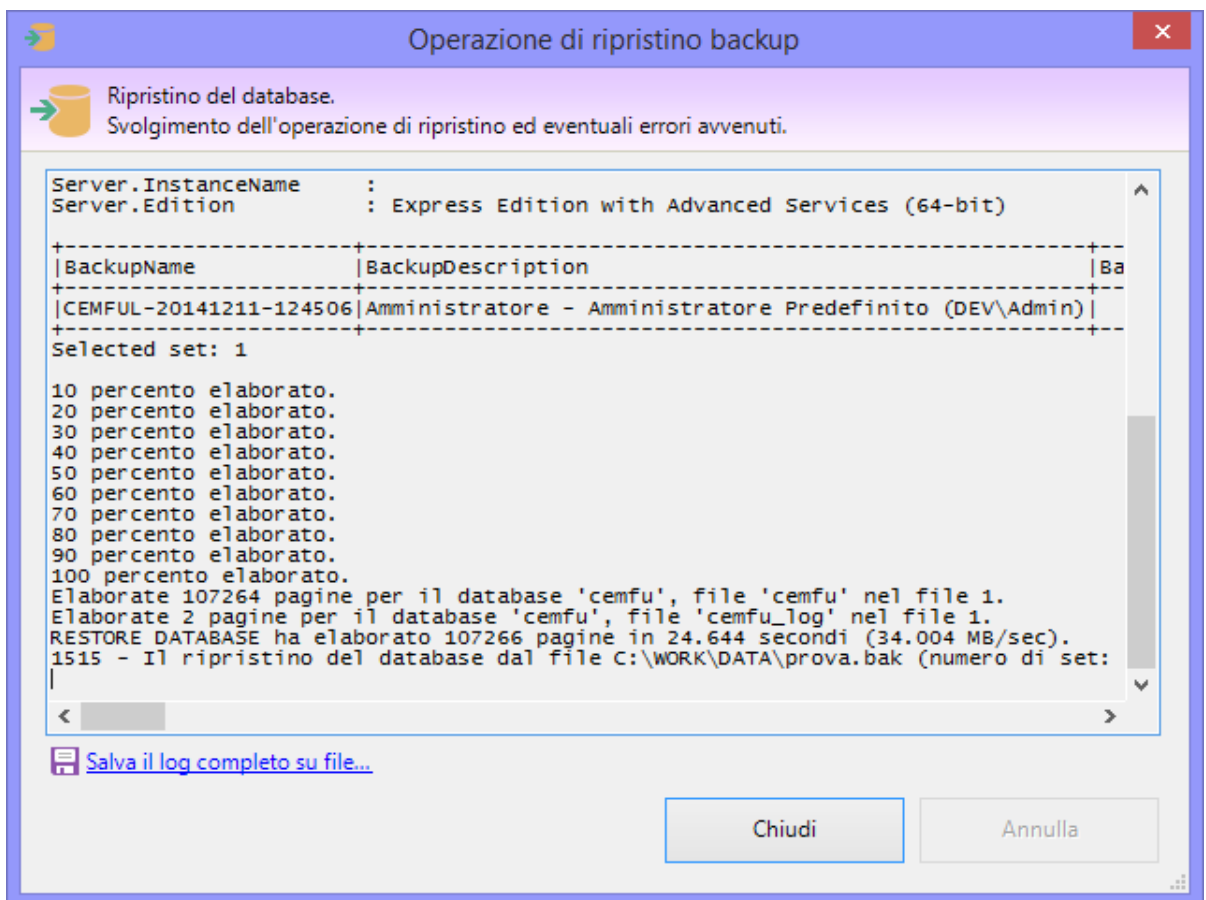 Operazione di ripristino backup
Ripristino del database.
Svolgimento dell'operazione di ripristino ed eventuali errori avvenuti.
Server.InstanceName :
Server.Edition : Express Edition with Advanced Services (64-bit)
+-----------------------+--------------------------------------------------------+--
|BackupName |BackupDescription |Ba
+-----------------------+--------------------------------------------------------+--
|CEMFUL-20141211-124506|Amministratore - Amministratore Predefinito (DEV\Admin)|
+-----------------------+--------------------------------------------------------+--
Selected set: 1
10 percento elaborato.
20 percento elaborato.
30 percento elaborato.
40 percento elaborato.
50 percento elaborato.
60 percento elaborato.
70 percento elaborato.
80 percento elaborato.
90 percento elaborato.
100 percento elaborato.
Elaborate 107264 pagine per il database 'cemfu', file 'cemfu' nel file 1.
Elaborate 2 pagine per il database 'cemfu', file 'cemfu_log' nel file 1.
RESTORE DATABASE ha elaborato 107266 pagine in 24.644 secondi (34.004 MB/sec).
1515 - Il ripristino del database dal file C:\WORK\DATA\prova.bak (numero di set:
Salva il log completo su file...
Chiudi
Annulla